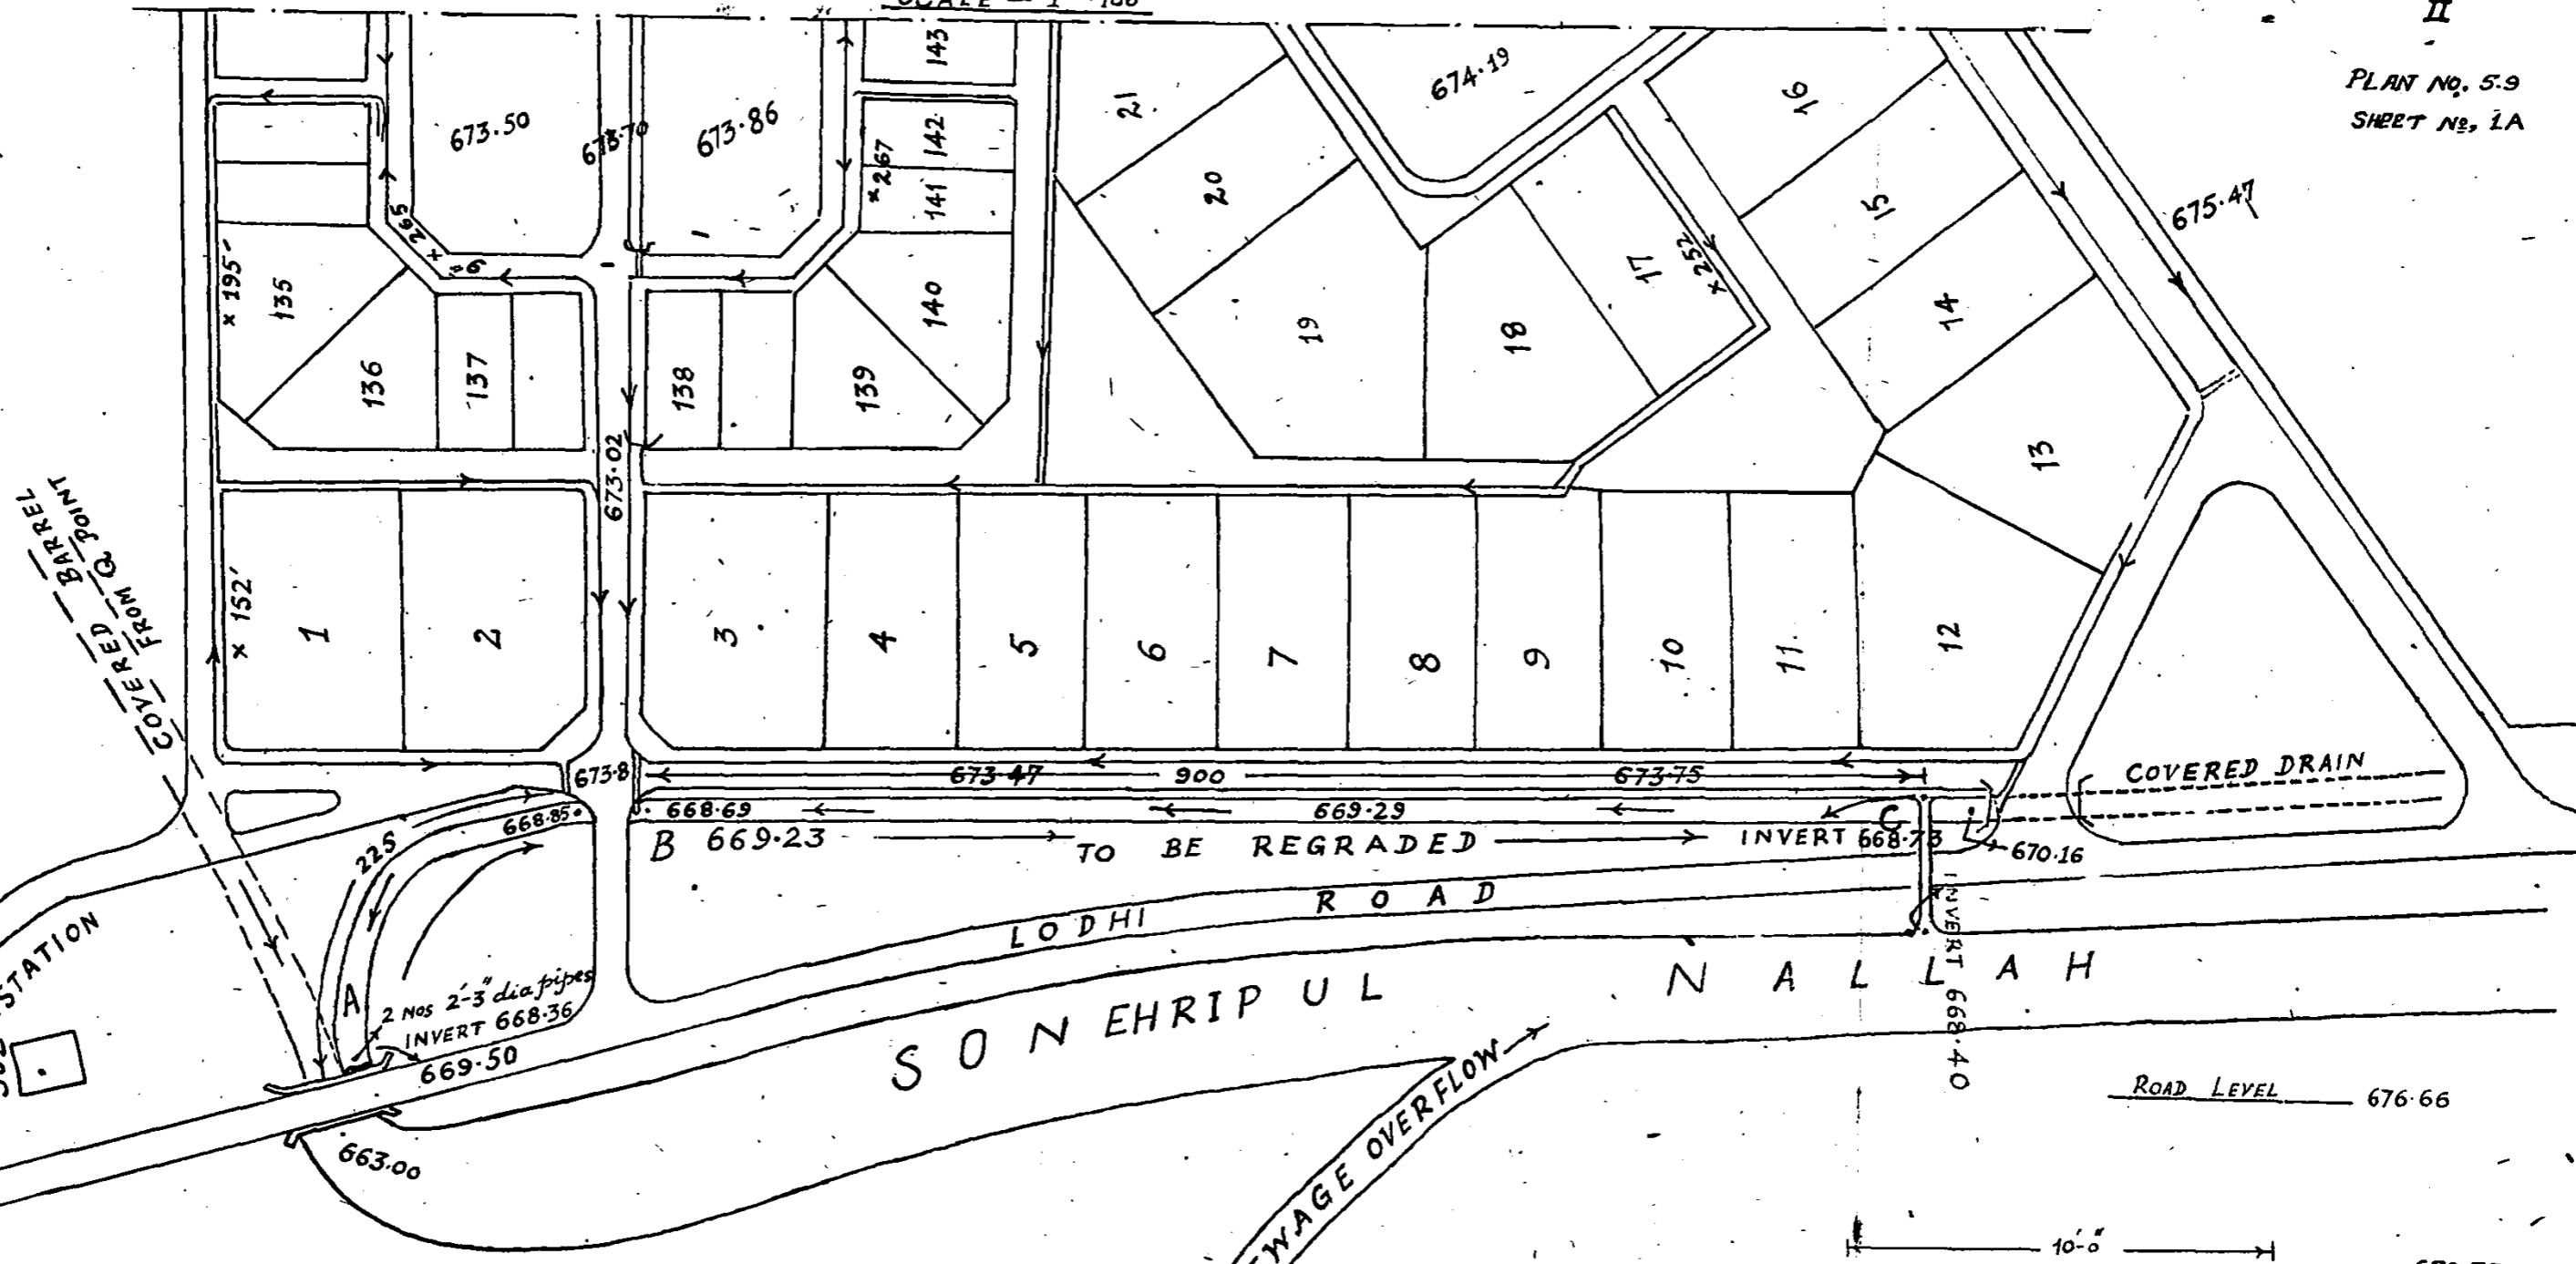 II
PLAN NO. 5.9
SHEET No, 1A
143
142
141
× 267
673.50
673.70
673.86
674.19
675.47
21
20
19
18
17
× 252
16
15
14
13
× 195'
135
× 265
136
137
138
139
140
673.02
COVERED BARREL
FROM Q POINT
× 152'
1
2
3
4
5
6
7
8
9
10
11
12
673.8
673.47
900
673.75
COVERED DRAIN
668.85
668.69
669.29
C
B
669.23
TO BE REGRADED
INVERT 668.73
670.16
225
LODHI ROAD
INVERT 668.40
STATION
A
2 Nos 2'-3" dia pipes
INVERT 668.36
669.50
SONEHRIPUL NALLAH
663.00
WAGE OVERFLOW
ROAD LEVEL 676.66
10'-0"